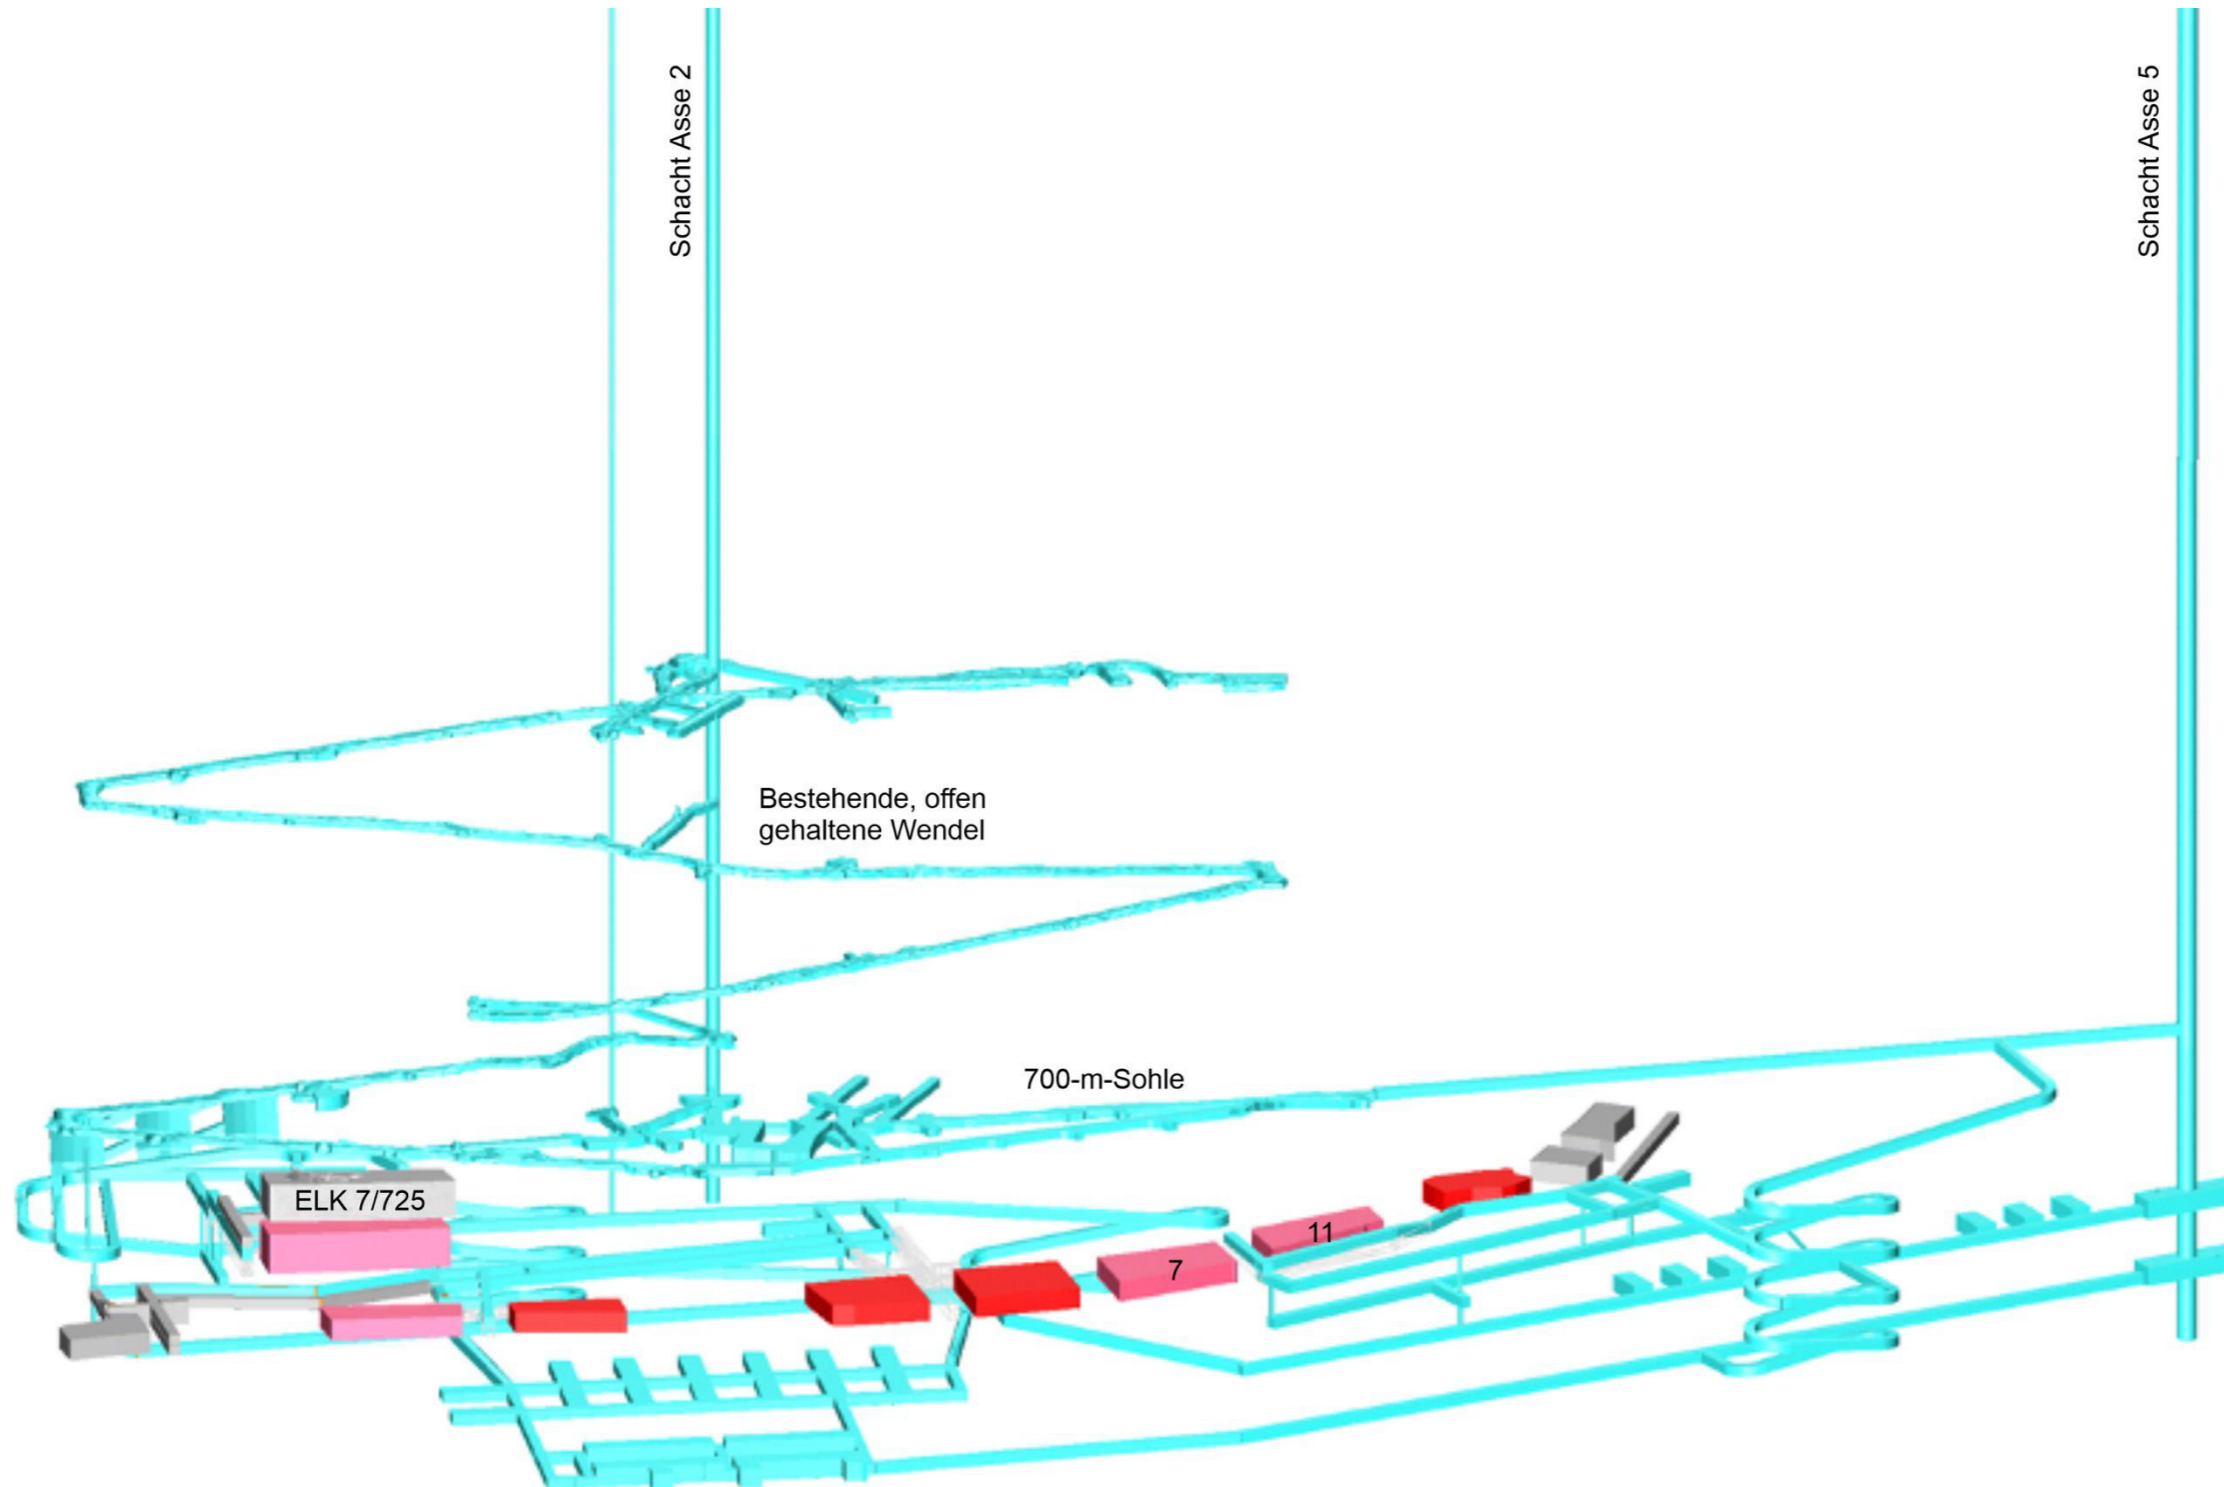 Schacht Asse 2
Schacht Asse 5
Bestehende, offen
gehaltene Wendel
700-m-Sohle
ELK 7/725
11
7